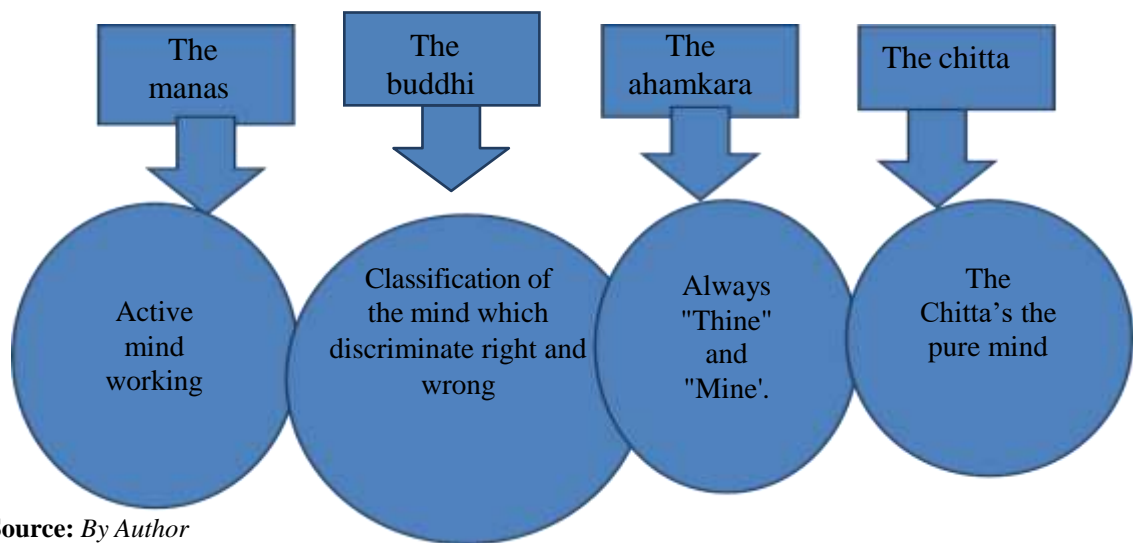 The
manas
The
buddhi
The
ahamkara
The chitta
Active
mind
working
Classification of
the mind which
discriminate right and
wrong
Always
"Thine"
and
"Mine'.
The
Chitta’s the
pure mind
ource: By Author